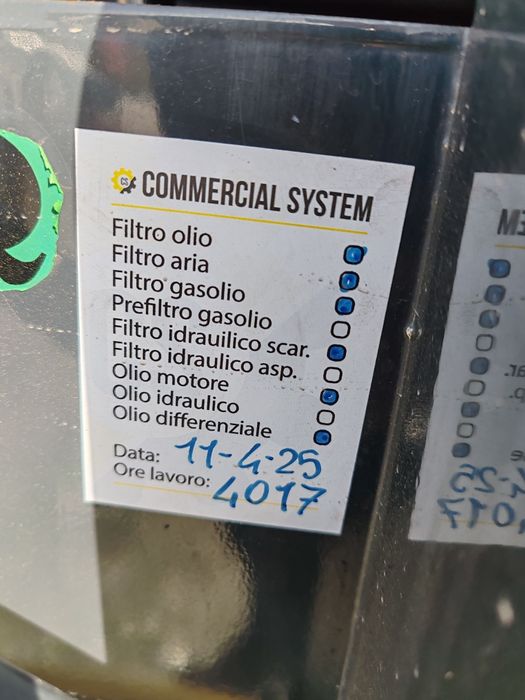 CS COMMERCIAL SYSTEM
Filtro olio
Filtro aria
Filtro gasolio
Prefiltro gasolio
Filtro idrauilico scar.
Filtro idraulico asp.
Olio motore
Olio idraulico
Olio differenziale
Data: 11-4-25
Ore lavoro: 4017